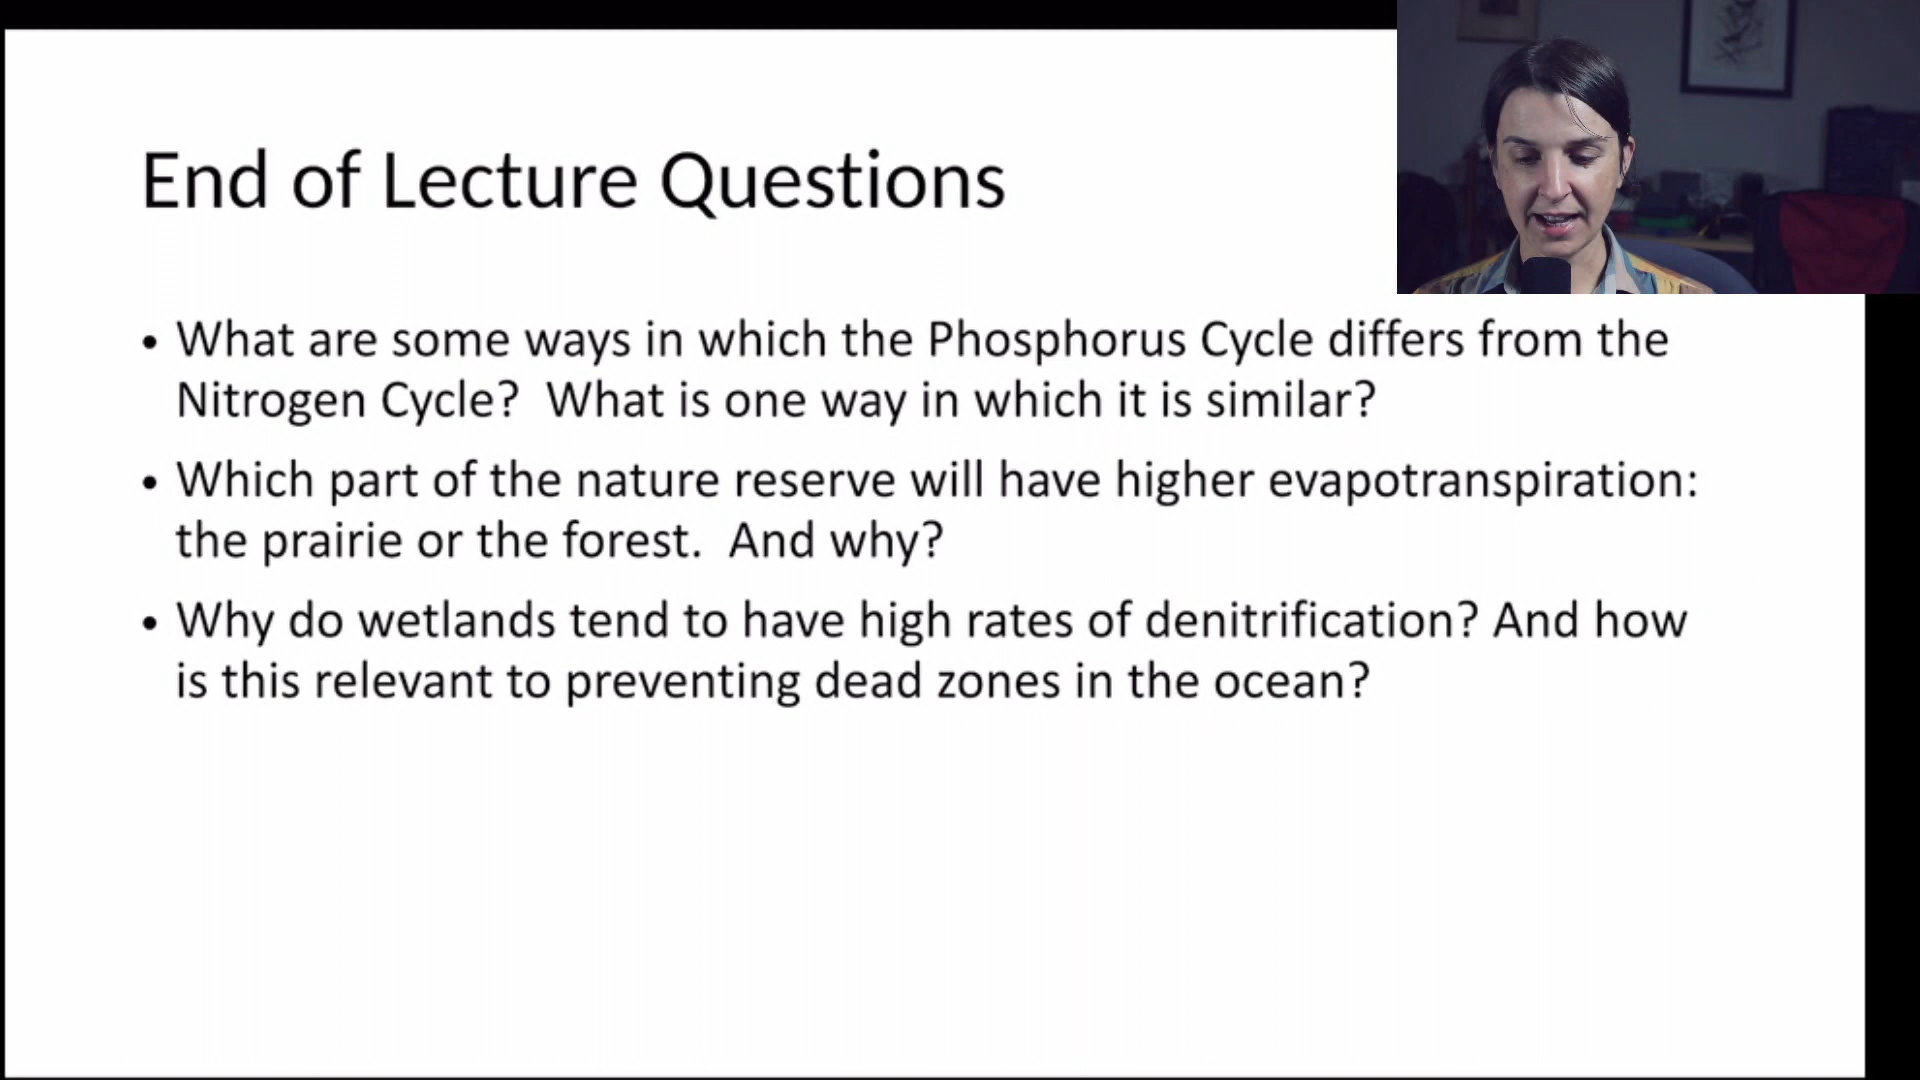 End of Lecture Questions
• What are some ways in which the Phosphorus Cycle differs from the
Nitrogen Cycle?  What is one way in which it is similar?
• Which part of the nature reserve will have higher evapotranspiration:
the prairie or the forest.  And why?
• Why do wetlands tend to have high rates of denitrification? And how
is this relevant to preventing dead zones in the ocean?